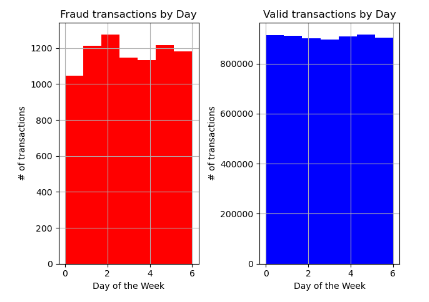 Fraud transactions by Day
1200
1000
800
600
400
200
0
# of transactions
0 2 4 6
Day of the Week
Valid transactions by Day
800000
600000
400000
200000
0
# of transactions
0 2 4 6
Day of the Week